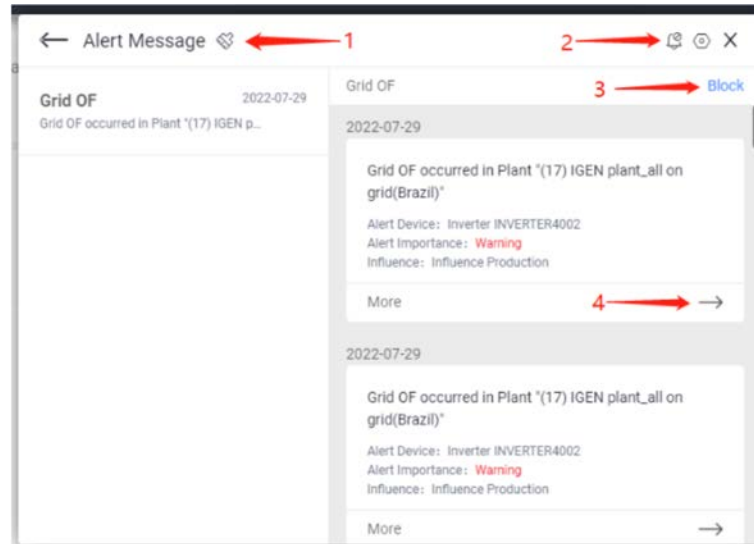 Alert Message
1
2
Grid OF
2022-07-29
Grid OF occurred in Plant "(17) IGEN p...
Grid OF
3
Block
2022-07-29
Grid OF occurred in Plant "(17) IGEN plant_all on
grid(Brazil)"
Alert Device: Inverter INVERTER4002
Alert Importance: Warning
Influence: Influence Production
More
4
2022-07-29
Grid OF occurred in Plant "(17) IGEN plant_all on
grid(Brazil)"
Alert Device: Inverter INVERTER4002
Alert Importance: Warning
Influence: Influence Production
More